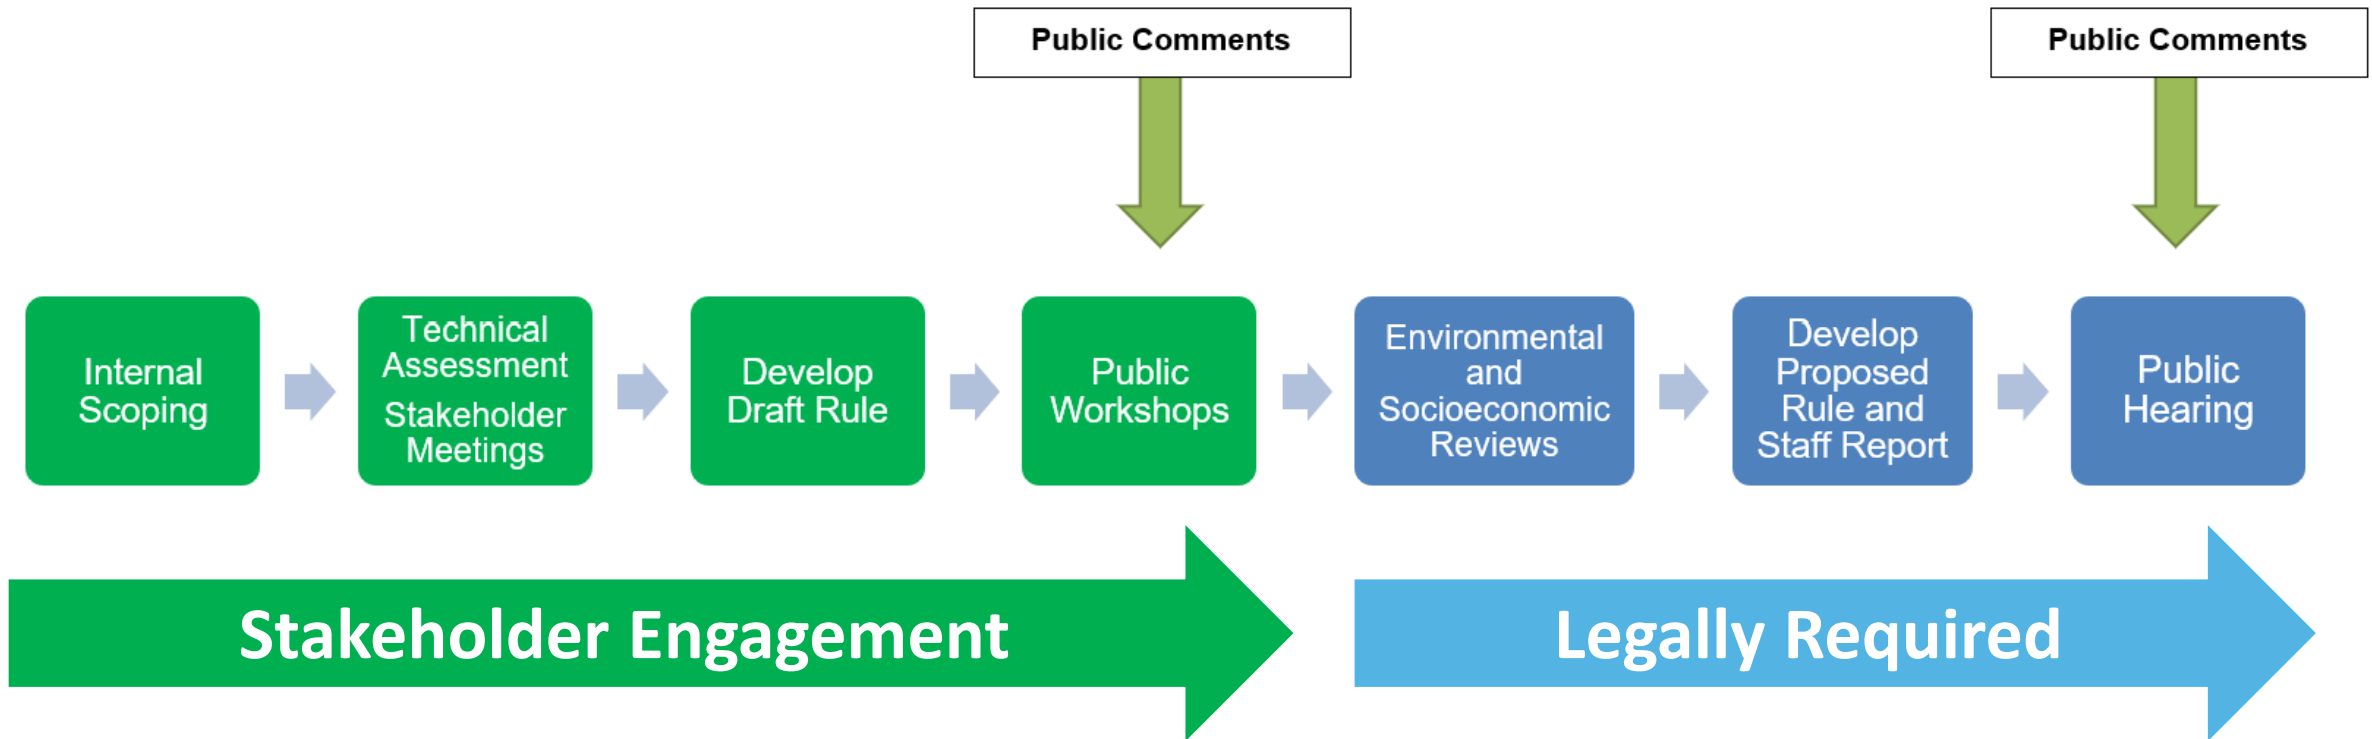 Public Comments
Public Comments
Internal
Scoping
Technical
Assessment
Stakeholder
Meetings
Develop
Draft Rule
Public
Workshops
Environmental
and
Socioeconomic
Reviews
Develop
Proposed
Rule and
Staff Report
Public
Hearing
Stakeholder Engagement
Legally Required